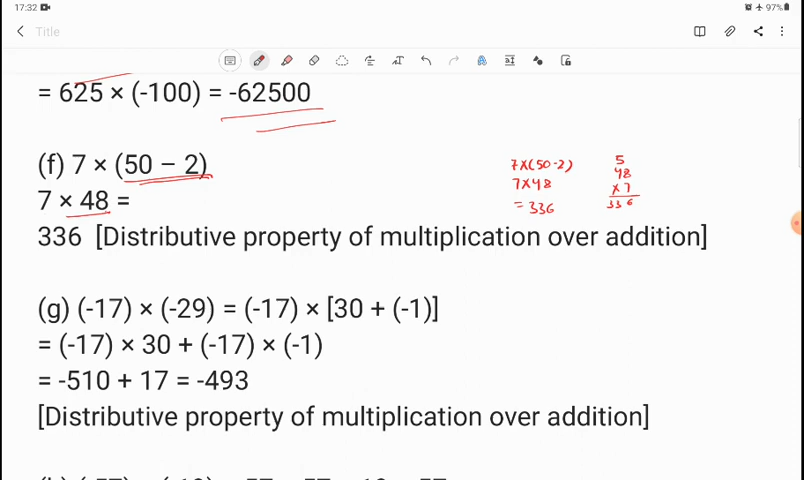 17:32 97%
Title
= 625 × (-100) = -62500
(f) 7 × (50 – 2)
7 × 48 =
336 [Distributive property of multiplication over addition]
7×(50-2)
7×48
=336
5
48
×7
336
(g) (-17) × (-29) = (-17) × [30 + (-1)]
= (-17) × 30 + (-17) × (-1)
= -510 + 17 = -493
[Distributive property of multiplication over addition]